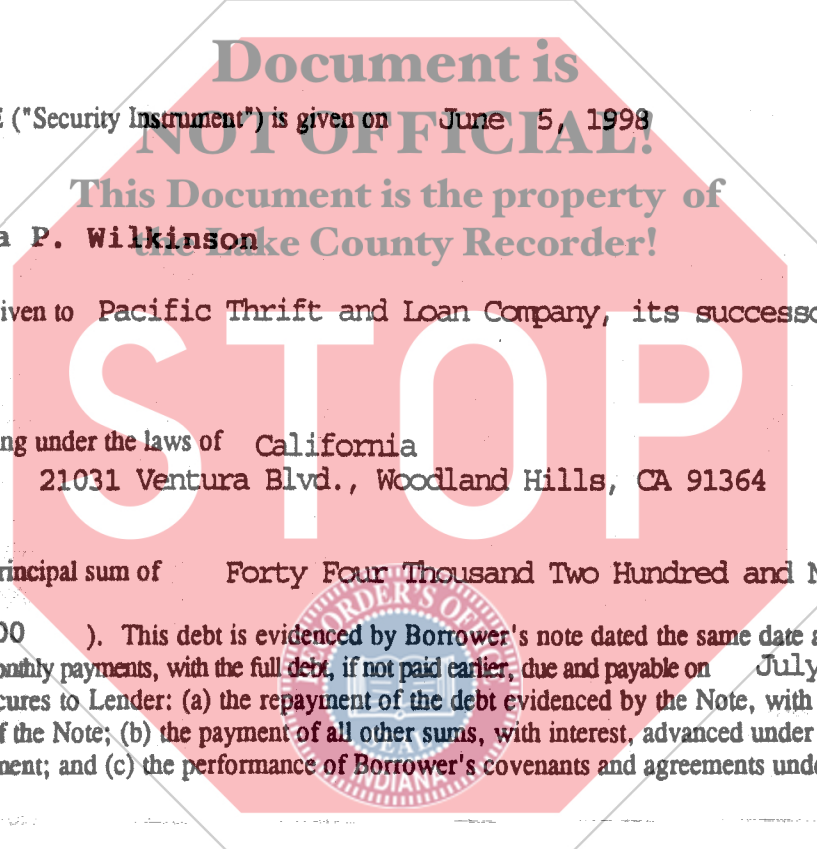 Document is
E ("Security Instrument") is given on June 5, 1998
NOT OFFICIAL!
This Document is the property of
a P. Wilkinson
the Lake County Recorder!
iven to Pacific Thrift and Loan Company, its successo
STOP
ng under the laws of California
21031 Ventura Blvd., Woodland Hills, CA 91364
rincipal sum of Forty Four Thousand Two Hundred and N
00 ). This debt is evidenced by Borrower's note dated the same date a
onthly payments, with the full debt, if not paid earlier, due and payable on July
cures to Lender: (a) the repayment of the debt evidenced by the Note, with
f the Note; (b) the payment of all other sums, with interest, advanced under
ment; and (c) the performance of Borrower's covenants and agreements unde
RECORDER'S OFFICE
SEAL
INDIANA